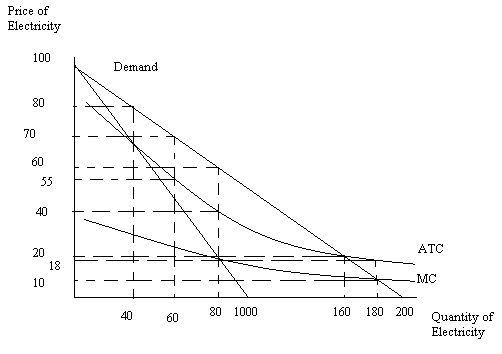 Price of
Electricity
100
Demand
80
70
60
55
40
20
ATC
18
MC
10
40 60 80 1000 160 180 200
Quantity of
Electricity